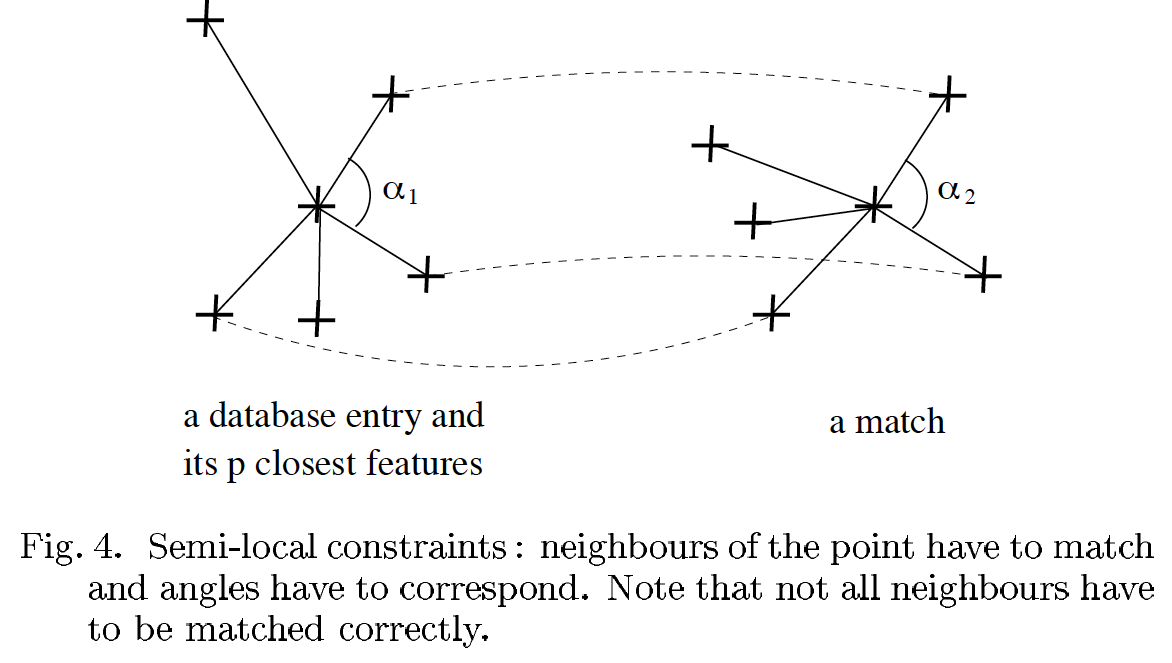 α1
α2
a database entry and
its p closest features
a match
Fig. 4. Semi-local constraints : neighbours of the point have to match
and angles have to correspond. Note that not all neighbours have
to be matched correctly.